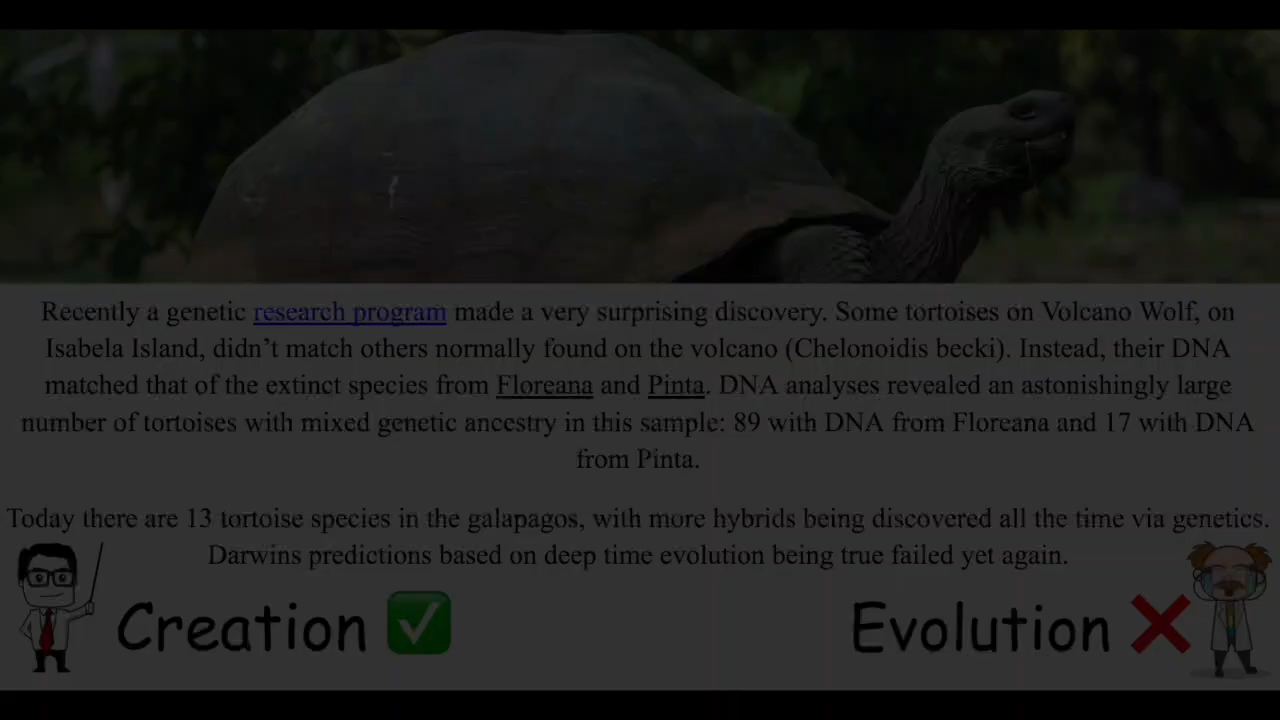 Recently a genetic research program made a very surprising discovery. Some tortoises on Volcano Wolf, on
Isabela Island, didn’t match others normally found on the volcano (Chelonoidis becki). Instead, their DNA
matched that of the extinct species from Floreana and Pinta. DNA analyses revealed an astonishingly large
number of tortoises with mixed genetic ancestry in this sample: 89 with DNA from Floreana and 17 with DNA
from Pinta.
Today there are 13 tortoise species in the galapagos, with more hybrids being discovered all the time via genetics.
Darwins predictions based on deep time evolution being true failed yet again.
Creation
Evolution